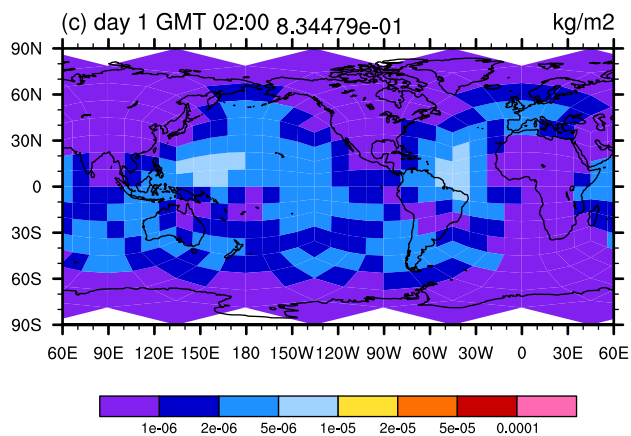 (c) day 1 GMT 02:00 8.34479e-01 kg/m2
90N
60N
30N
0
30S
60S
90S
60E 90E 120E 150E 180 150W 120W 90W 60W 30W 0 30E 60E
1e-06 2e-06 5e-06 1e-05 2e-05 5e-05 0.0001